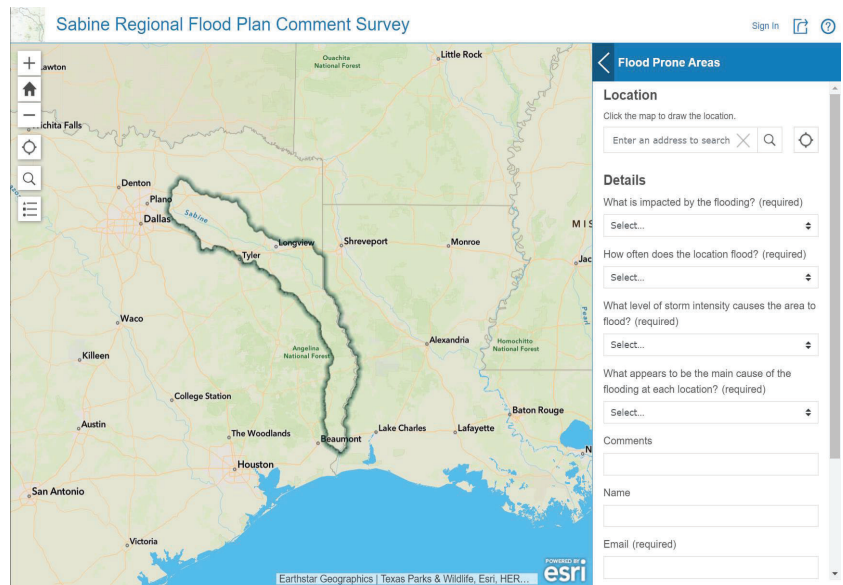 Sabine Regional Flood Plan Comment Survey
Sign In
Flood Prone Areas
Location
Click the map to draw the location.
Enter an address to search
Details
What is impacted by the flooding? (required)
Select...
How often does the location flood? (required)
Select...
What level of storm intensity causes the area to
flood? (required)
Select...
What appears to be the main cause of the
flooding at each location? (required)
Select...
Comments
Name
Email (required)
awton
Ouachita
National Forest
Little Rock
ichita Falls
Denton
Plano
Dallas
Sabine
Longview
Tyler
Shreveport
Monroe
MIS
Jac
Pearl
Waco
Killeen
Angelina
National Forest
Alexandria
Homochitto
National Forest
College Station
Austin
The Woodlands
Beaumont
Lake Charles
Lafayette
Baton Rouge
N
Houston
San Antonio
Victoria
Earthstar Geographics | Texas Parks & Wildlife, Esri, HER...
POWERED BY
esri